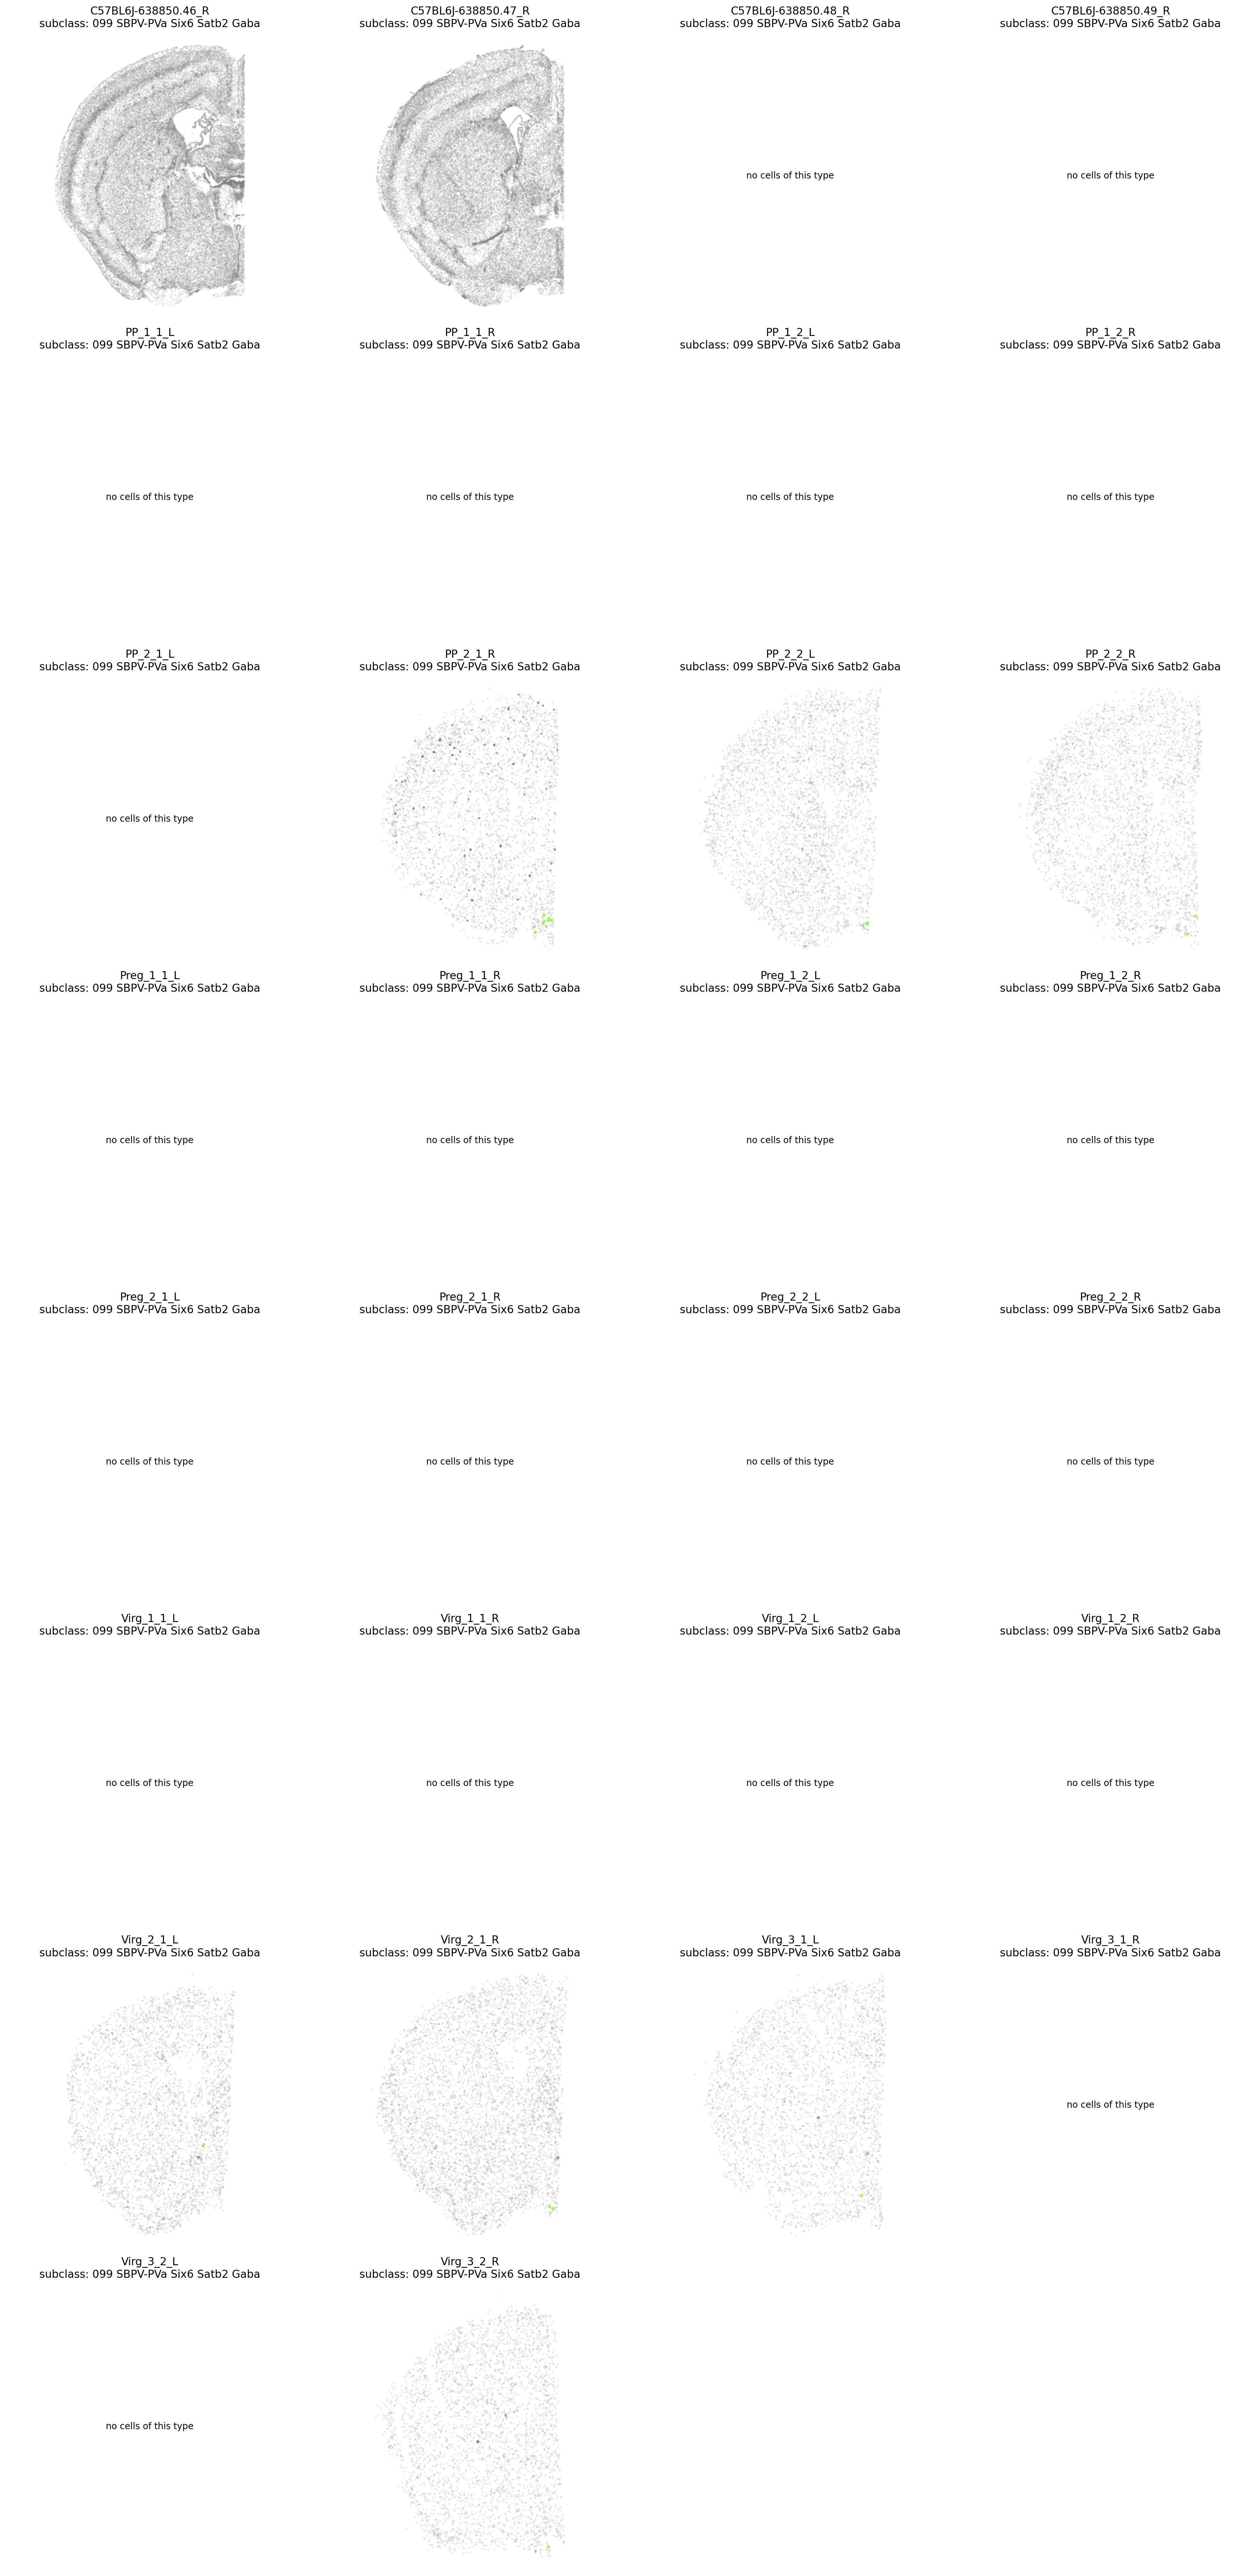 C57BL6J-638850.46_R
subclass: 099 SBPV-PVa Six6 Satb2 Gaba
C57BL6J-638850.47_R
subclass: 099 SBPV-PVa Six6 Satb2 Gaba
C57BL6J-638850.48_R
subclass: 099 SBPV-PVa Six6 Satb2 Gaba
no cells of this type
C57BL6J-638850.49_R
subclass: 099 SBPV-PVa Six6 Satb2 Gaba
no cells of this type
PP_1_1_L
subclass: 099 SBPV-PVa Six6 Satb2 Gaba
no cells of this type
PP_1_1_R
subclass: 099 SBPV-PVa Six6 Satb2 Gaba
no cells of this type
PP_1_2_L
subclass: 099 SBPV-PVa Six6 Satb2 Gaba
no cells of this type
PP_1_2_R
subclass: 099 SBPV-PVa Six6 Satb2 Gaba
no cells of this type
PP_2_1_L
subclass: 099 SBPV-PVa Six6 Satb2 Gaba
no cells of this type
PP_2_1_R
subclass: 099 SBPV-PVa Six6 Satb2 Gaba
PP_2_2_L
subclass: 099 SBPV-PVa Six6 Satb2 Gaba
PP_2_2_R
subclass: 099 SBPV-PVa Six6 Satb2 Gaba
Preg_1_1_L
subclass: 099 SBPV-PVa Six6 Satb2 Gaba
no cells of this type
Preg_1_1_R
subclass: 099 SBPV-PVa Six6 Satb2 Gaba
no cells of this type
Preg_1_2_L
subclass: 099 SBPV-PVa Six6 Satb2 Gaba
no cells of this type
Preg_1_2_R
subclass: 099 SBPV-PVa Six6 Satb2 Gaba
no cells of this type
Preg_2_1_L
subclass: 099 SBPV-PVa Six6 Satb2 Gaba
no cells of this type
Preg_2_1_R
subclass: 099 SBPV-PVa Six6 Satb2 Gaba
no cells of this type
Preg_2_2_L
subclass: 099 SBPV-PVa Six6 Satb2 Gaba
no cells of this type
Preg_2_2_R
subclass: 099 SBPV-PVa Six6 Satb2 Gaba
no cells of this type
Virg_1_1_L
subclass: 099 SBPV-PVa Six6 Satb2 Gaba
no cells of this type
Virg_1_1_R
subclass: 099 SBPV-PVa Six6 Satb2 Gaba
no cells of this type
Virg_1_2_L
subclass: 099 SBPV-PVa Six6 Satb2 Gaba
no cells of this type
Virg_1_2_R
subclass: 099 SBPV-PVa Six6 Satb2 Gaba
no cells of this type
Virg_2_1_L
subclass: 099 SBPV-PVa Six6 Satb2 Gaba
Virg_2_1_R
subclass: 099 SBPV-PVa Six6 Satb2 Gaba
Virg_3_1_L
subclass: 099 SBPV-PVa Six6 Satb2 Gaba
Virg_3_1_R
subclass: 099 SBPV-PVa Six6 Satb2 Gaba
no cells of this type
Virg_3_2_L
subclass: 099 SBPV-PVa Six6 Satb2 Gaba
no cells of this type
Virg_3_2_R
subclass: 099 SBPV-PVa Six6 Satb2 Gaba